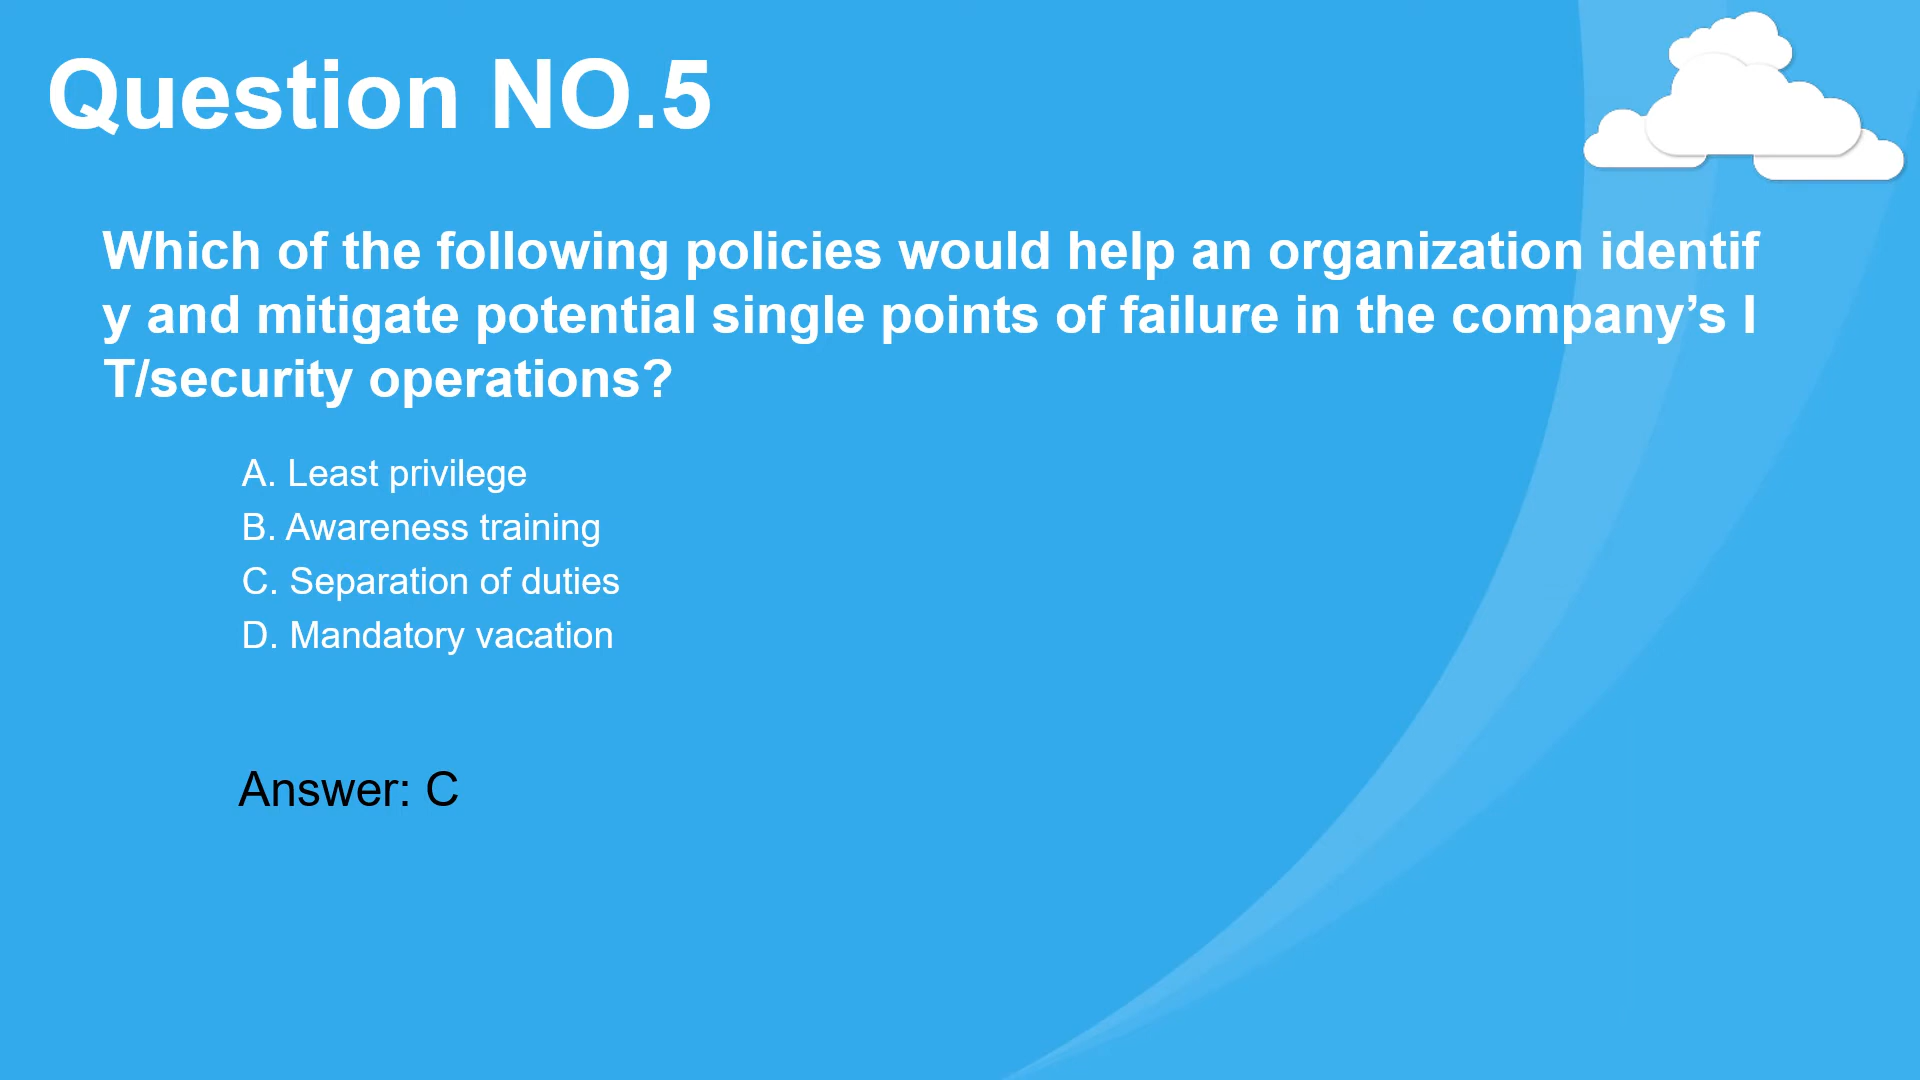 Question NO.5
Which of the following policies would help an organization identif
y and mitigate potential single points of failure in the company’s I
T/security operations?
A. Least privilege
B. Awareness training
C. Separation of duties
D. Mandatory vacation
Answer: C